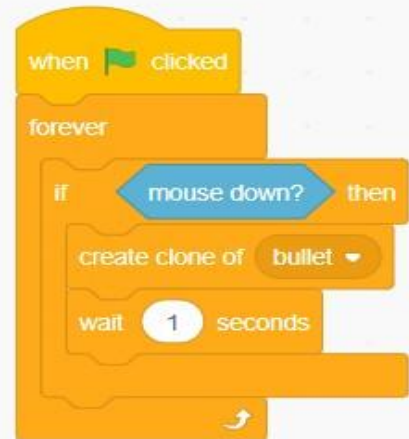 when clicked
forever
if mouse down? then
create clone of bullet
wait 1 seconds